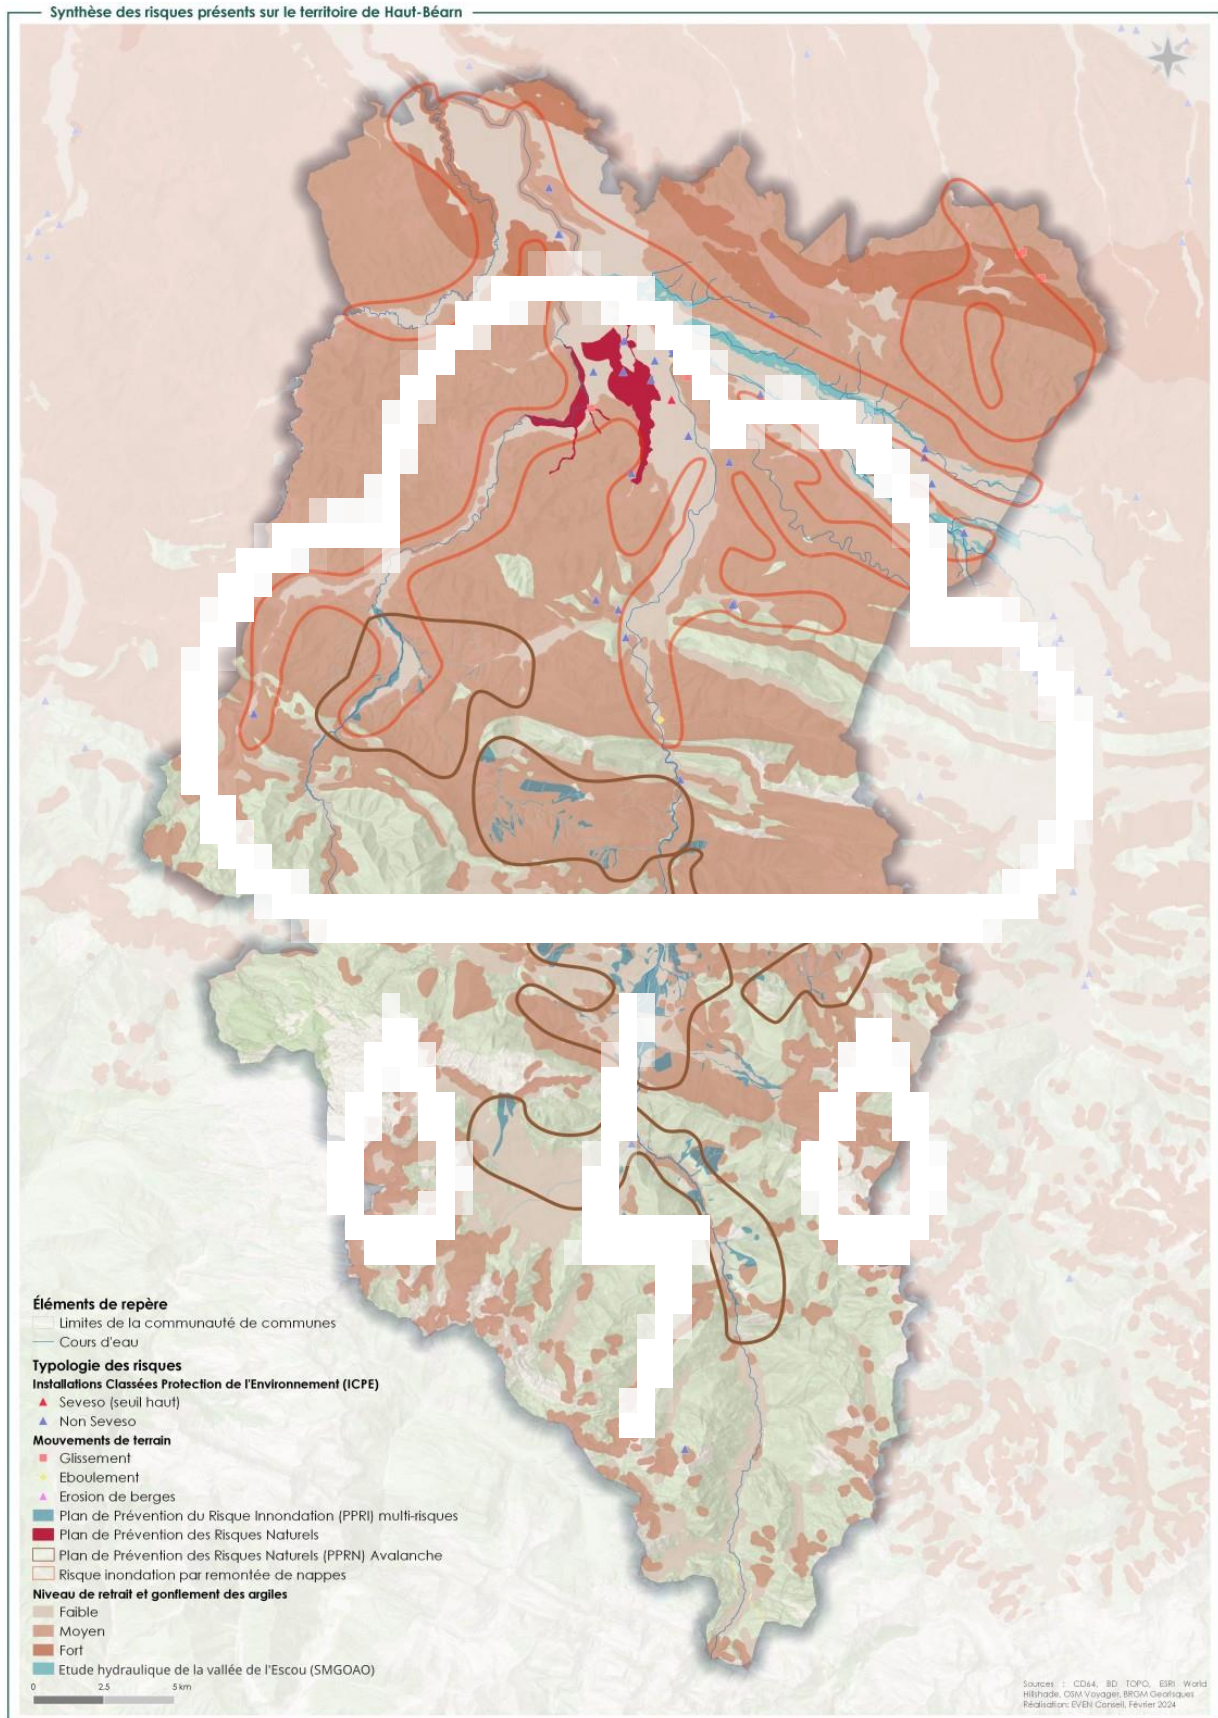 Synthèse des risques présents sur le territoire de Haut-Béarn
Éléments de repère
Limites de la communauté de communes
Cours d'eau
Typologie des risques
Installations Classées Protection de l'Environnement (ICPE)
Seveso (seuil haut)
Non Seveso
Mouvements de terrain
Glissement
Eboulement
Erosion de berges
Plan de Prévention du Risque Innondation (PPRI) multi-risques
Plan de Prévention des Risques Naturels
Plan de Prévention des Risques Naturels (PPRN) Avalanche
Risque inondation par remontée de nappes
Niveau de retrait et gonflement des argiles
Faible
Moyen
Fort
Etude hydraulique de la vallée de l'Escou (SMGOAO)
0 2.5 5 km
Sources : CD64, BD TOPO, ESRI World
Hillshade, OSM Voyager, BRGM Georisques
Réalisation: EVEN Conseil, Février 2024